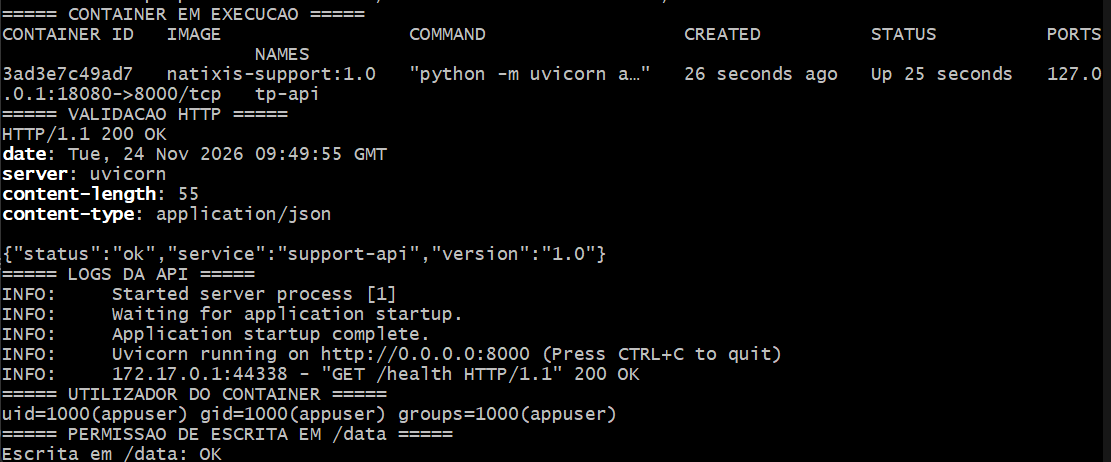 ===== CONTAINER EM EXECUCAO =====
CONTAINER ID   IMAGE                 COMMAND                  CREATED          STATUS          PORTS
                       NAMES
3ad3e7c49ad7   natixis-support:1.0   "python -m uvicorn a…"   26 seconds ago   Up 25 seconds   127.0
.0.1:18080->8000/tcp   tp-api
===== VALIDACAO HTTP =====
HTTP/1.1 200 OK
date: Tue, 24 Nov 2026 09:49:55 GMT
server: uvicorn
content-length: 55
content-type: application/json

{"status":"ok","service":"support-api","version":"1.0"}
===== LOGS DA API =====
INFO:     Started server process [1]
INFO:     Waiting for application startup.
INFO:     Application startup complete.
INFO:     Uvicorn running on http://0.0.0.0:8000 (Press CTRL+C to quit)
INFO:     172.17.0.1:44338 - "GET /health HTTP/1.1" 200 OK
===== UTILIZADOR DO CONTAINER =====
uid=1000(appuser) gid=1000(appuser) groups=1000(appuser)
===== PERMISSAO DE ESCRITA EM /data =====
Escrita em /data: OK